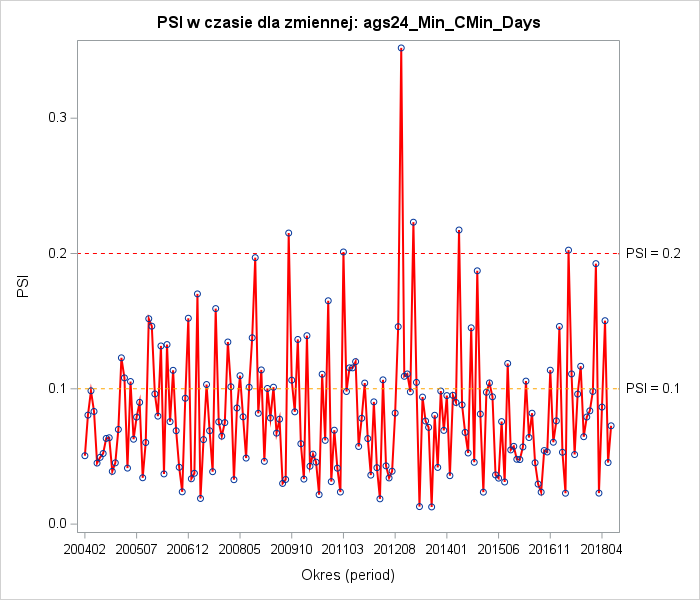 PSI w czasie dla zmiennej: ags24_Min_CMin_Days
0.3
0.2
PSI = 0.2
PSI
0.1
PSI = 0.1
0.0
200402 200507 200612 200805 200910 201103 201208 201401 201506 201611 201804
Okres (period)